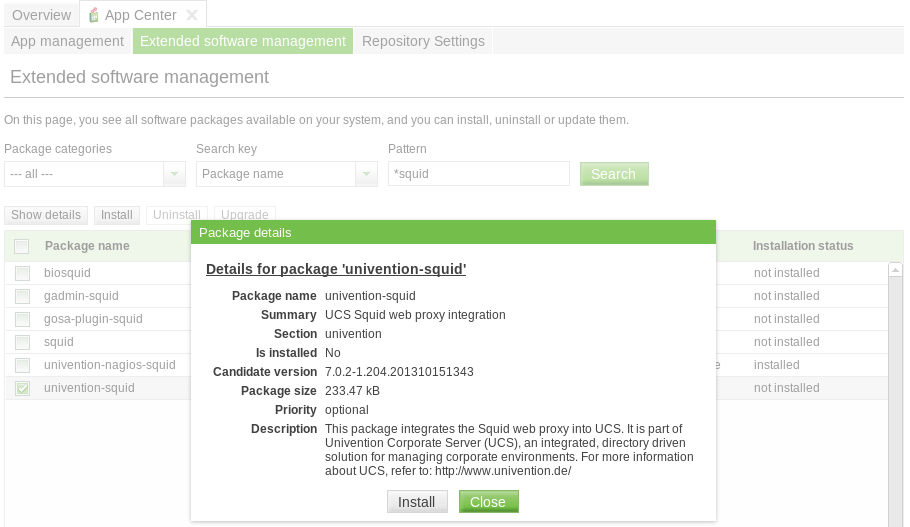 Overview App Center
App management Extended software management Repository Settings
Extended software management
On this page, you see all software packages available on your system, and you can install, uninstall or update them.
Package categories Search key Pattern
--- all --- Package name *squid Search
Show details Install Uninstall Upgrade
Package details
Package name Installation status
biosquid not installed
gadmin-squid not installed
gosa-plugin-squid not installed
squid not installed
univention-nagios-squid e installed
univention-squid not installed
Details for package 'univention-squid'
Package name univention-squid
Summary UCS Squid web proxy integration
Section univention
Is installed No
Candidate version 7.0.2-1.204.201310151343
Package size 233.47 kB
Priority optional
Description This package integrates the Squid web proxy into UCS. It is part of
Univention Corporate Server (UCS), an integrated, directory driven
solution for managing corporate environments. For more information
about UCS, refer to: http://www.univention.de/
Install Close